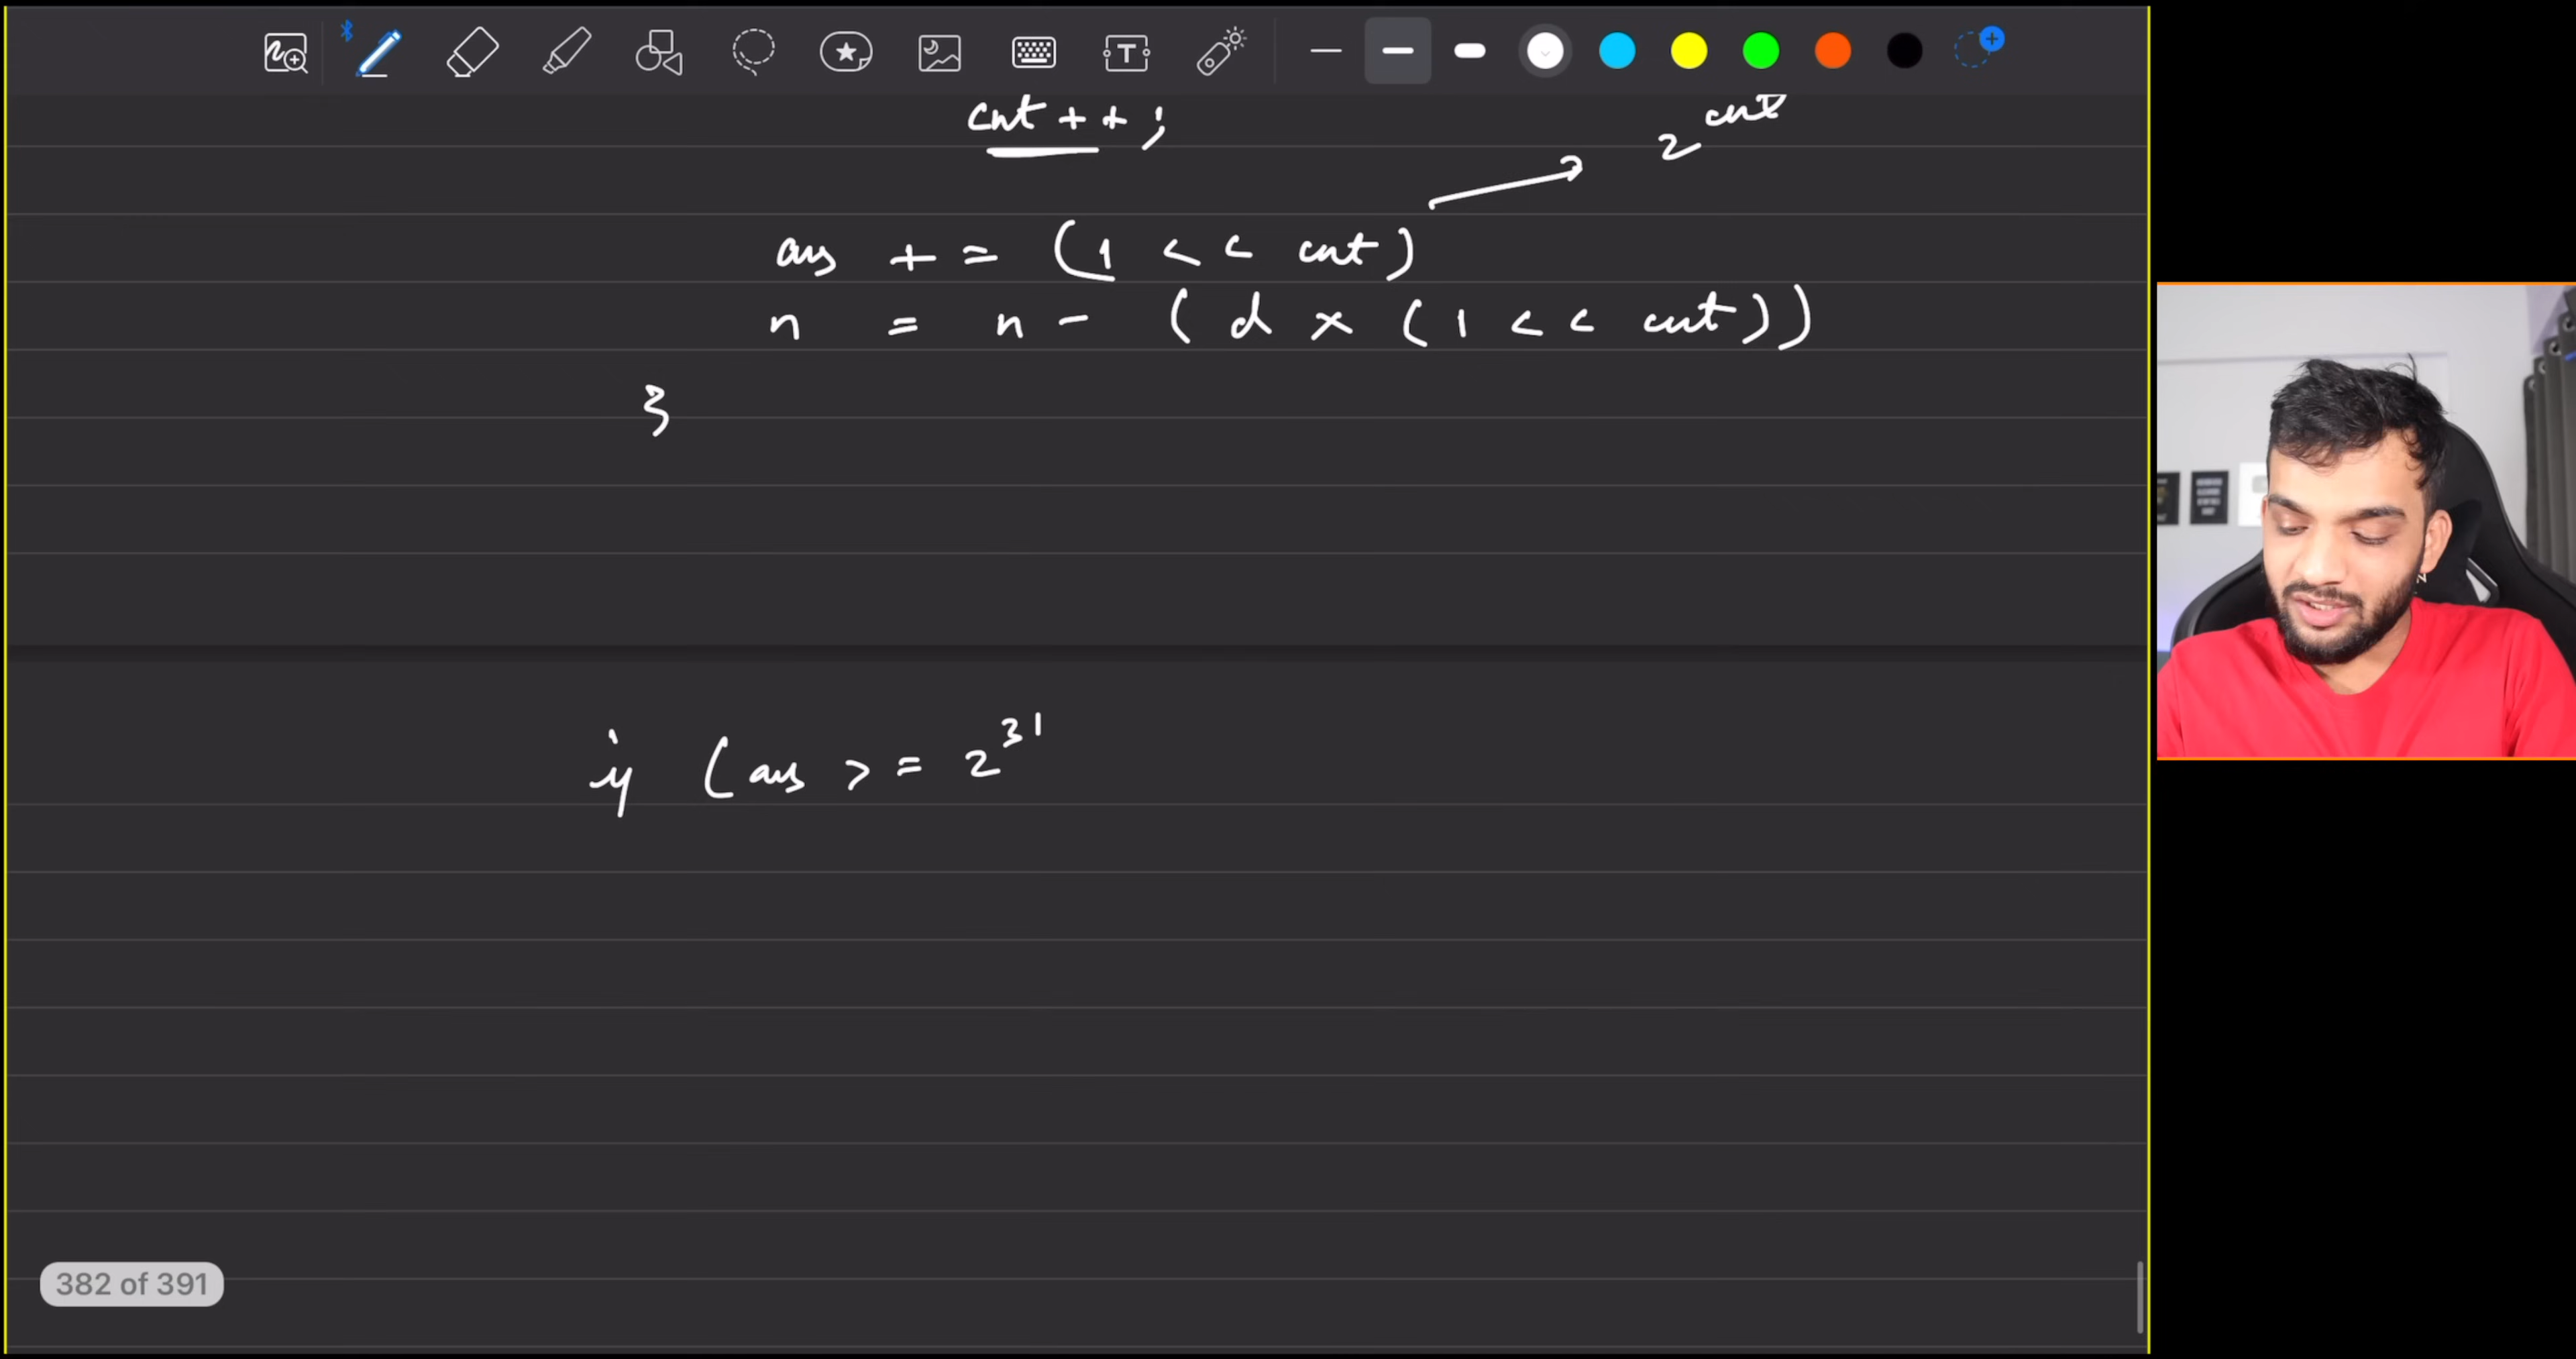 cnt++;
2^cnt
ans += (1 << cnt)
n = n - (d x (1 << cnt))
}
if (ans >= 2^31
382 of 391